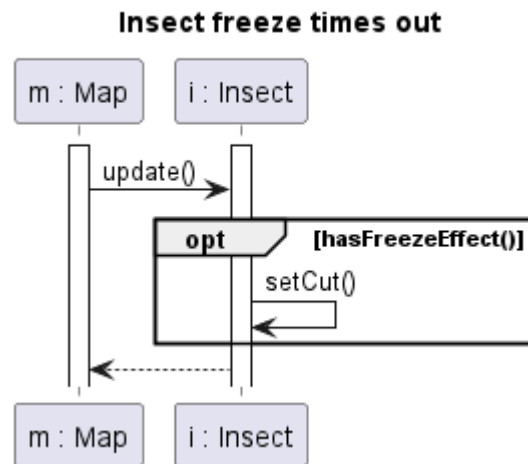 Insect freeze times out
m : Map
i : Insect
update()
opt
[hasFreezeEffect()]
setCut()
m : Map
i : Insect